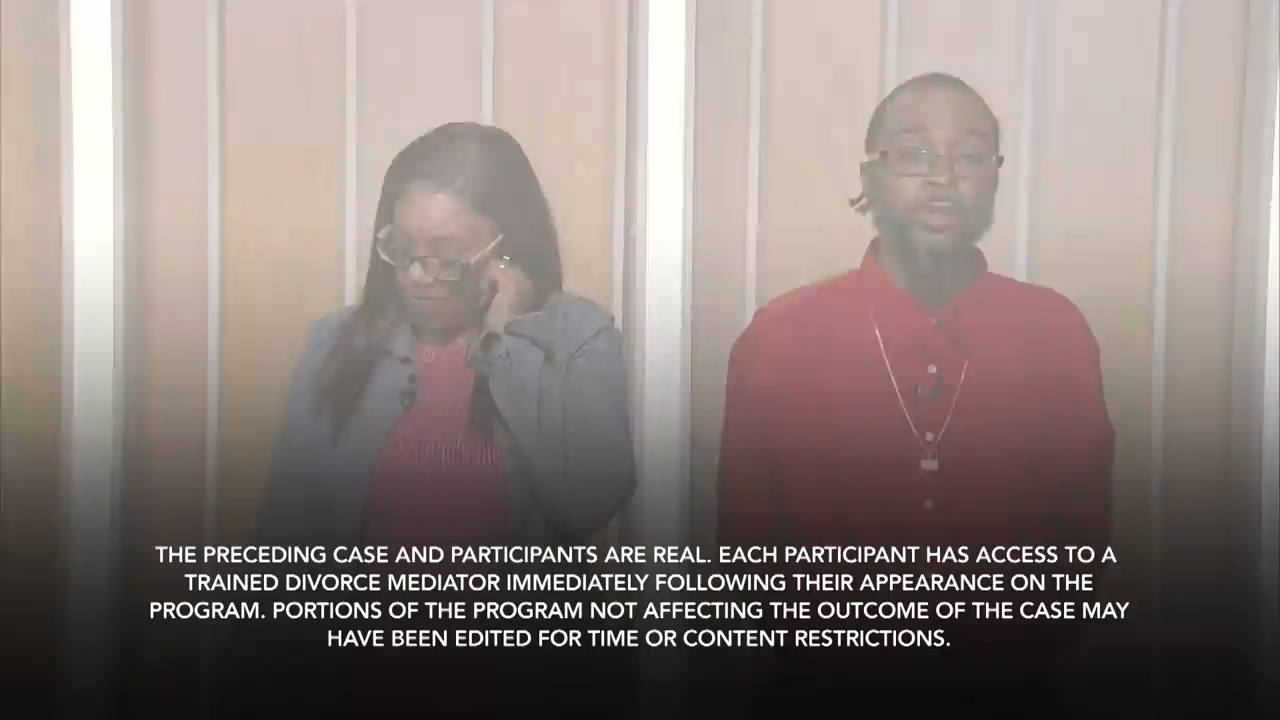 THE PRECEDING CASE AND PARTICIPANTS ARE REAL. EACH PARTICIPANT HAS ACCESS TO A
TRAINED DIVORCE MEDIATOR IMMEDIATELY FOLLOWING THEIR APPEARANCE ON THE
PROGRAM. PORTIONS OF THE PROGRAM NOT AFFECTING THE OUTCOME OF THE CASE MAY
HAVE BEEN EDITED FOR TIME OR CONTENT RESTRICTIONS.